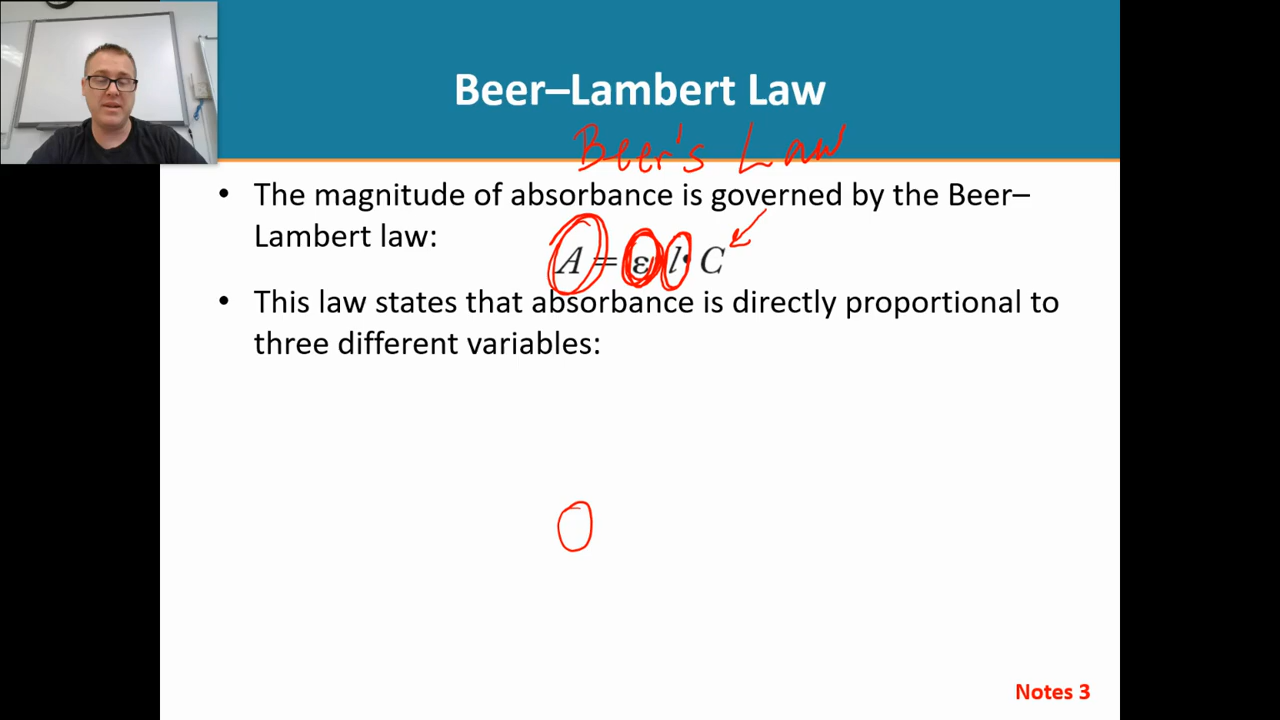 Beer–Lambert Law
Beer's Law
• The magnitude of absorbance is governed by the Beer–
Lambert law:
A = ε · l · C
• This law states that absorbance is directly proportional to
three different variables:
Notes 3